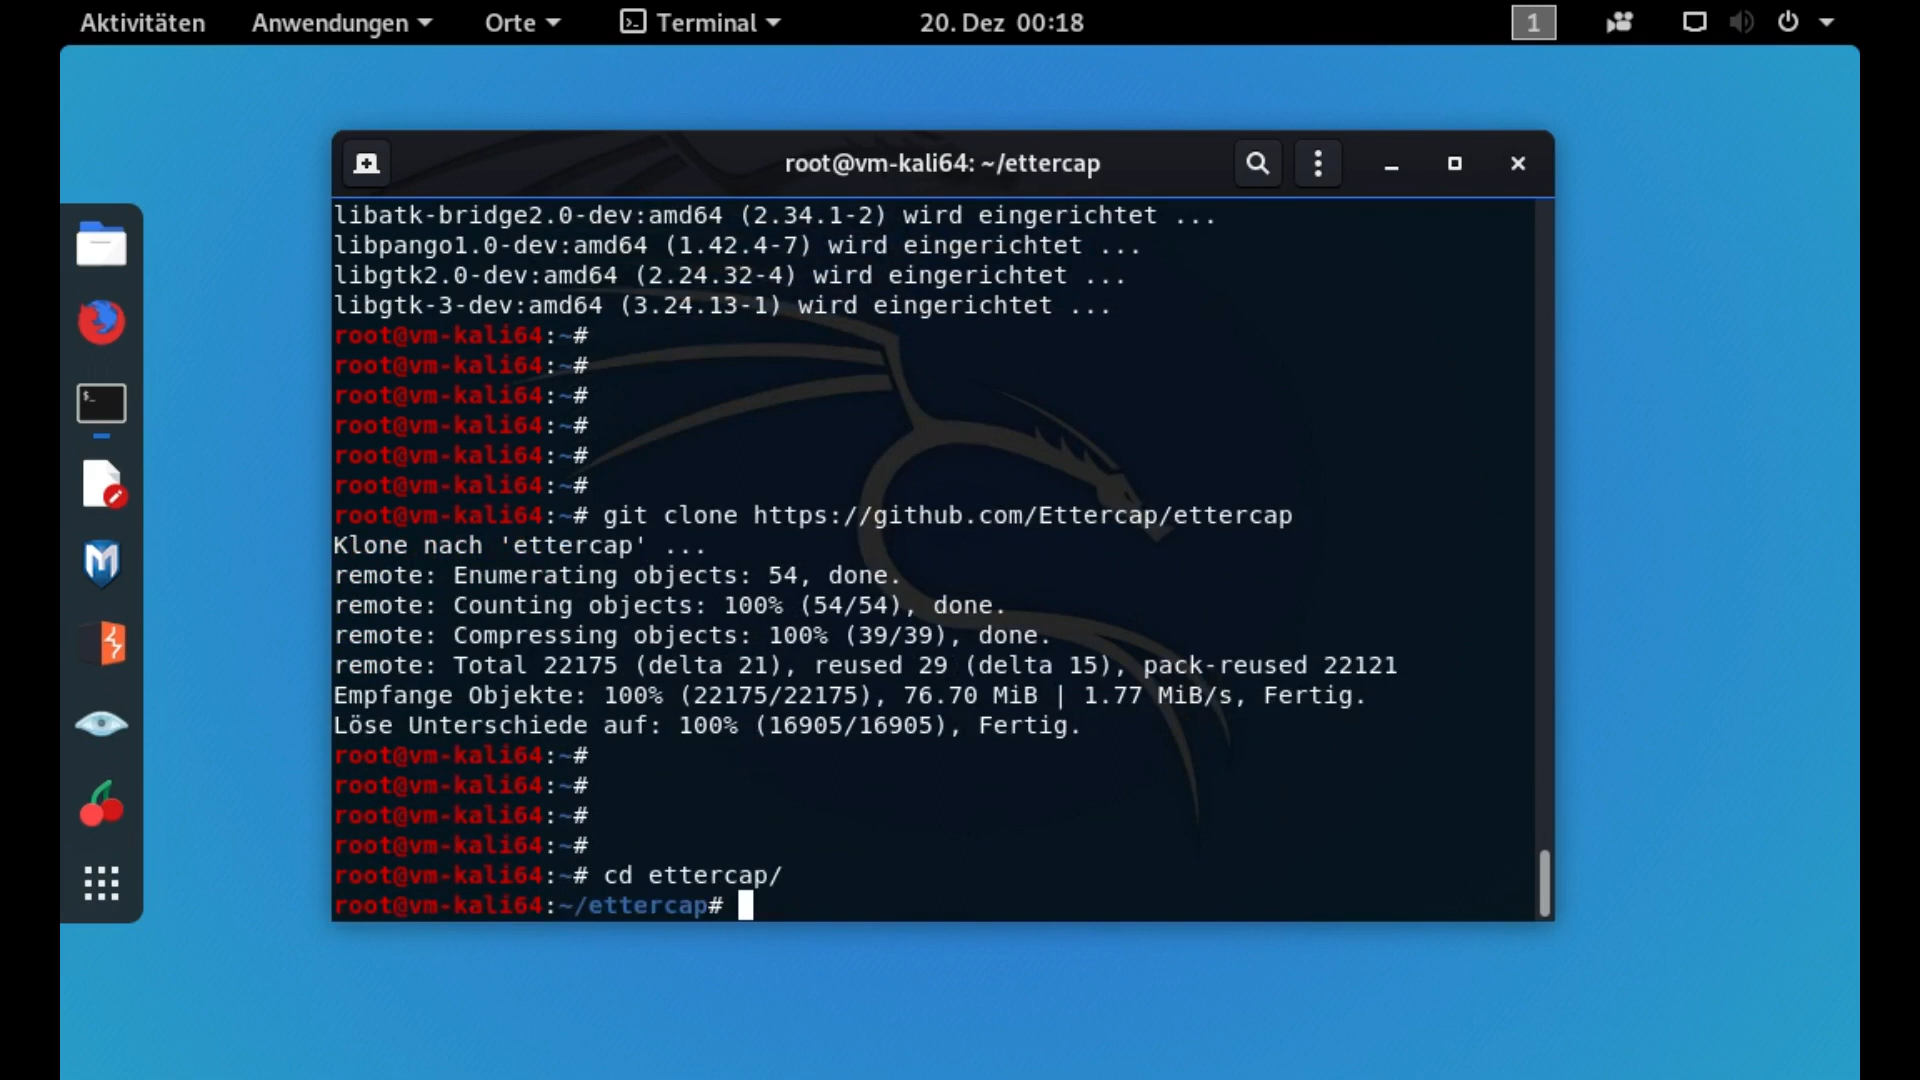 Aktivitäten Anwendungen Orte Terminal 20. Dez 00:18 1
root@vm-kali64: ~/ettercap
libatk-bridge2.0-dev:amd64 (2.34.1-2) wird eingerichtet ...
libpango1.0-dev:amd64 (1.42.4-7) wird eingerichtet ...
libgtk2.0-dev:amd64 (2.24.32-4) wird eingerichtet ...
libgtk-3-dev:amd64 (3.24.13-1) wird eingerichtet ...
root@vm-kali64:~#
root@vm-kali64:~#
root@vm-kali64:~#
root@vm-kali64:~#
root@vm-kali64:~#
root@vm-kali64:~#
root@vm-kali64:~# git clone https://github.com/Ettercap/ettercap
Klone nach 'ettercap' ...
remote: Enumerating objects: 54, done.
remote: Counting objects: 100% (54/54), done.
remote: Compressing objects: 100% (39/39), done.
remote: Total 22175 (delta 21), reused 29 (delta 15), pack-reused 22121
Empfange Objekte: 100% (22175/22175), 76.70 MiB | 1.77 MiB/s, Fertig.
Löse Unterschiede auf: 100% (16905/16905), Fertig.
root@vm-kali64:~#
root@vm-kali64:~#
root@vm-kali64:~#
root@vm-kali64:~#
root@vm-kali64:~# cd ettercap/
root@vm-kali64:~/ettercap#